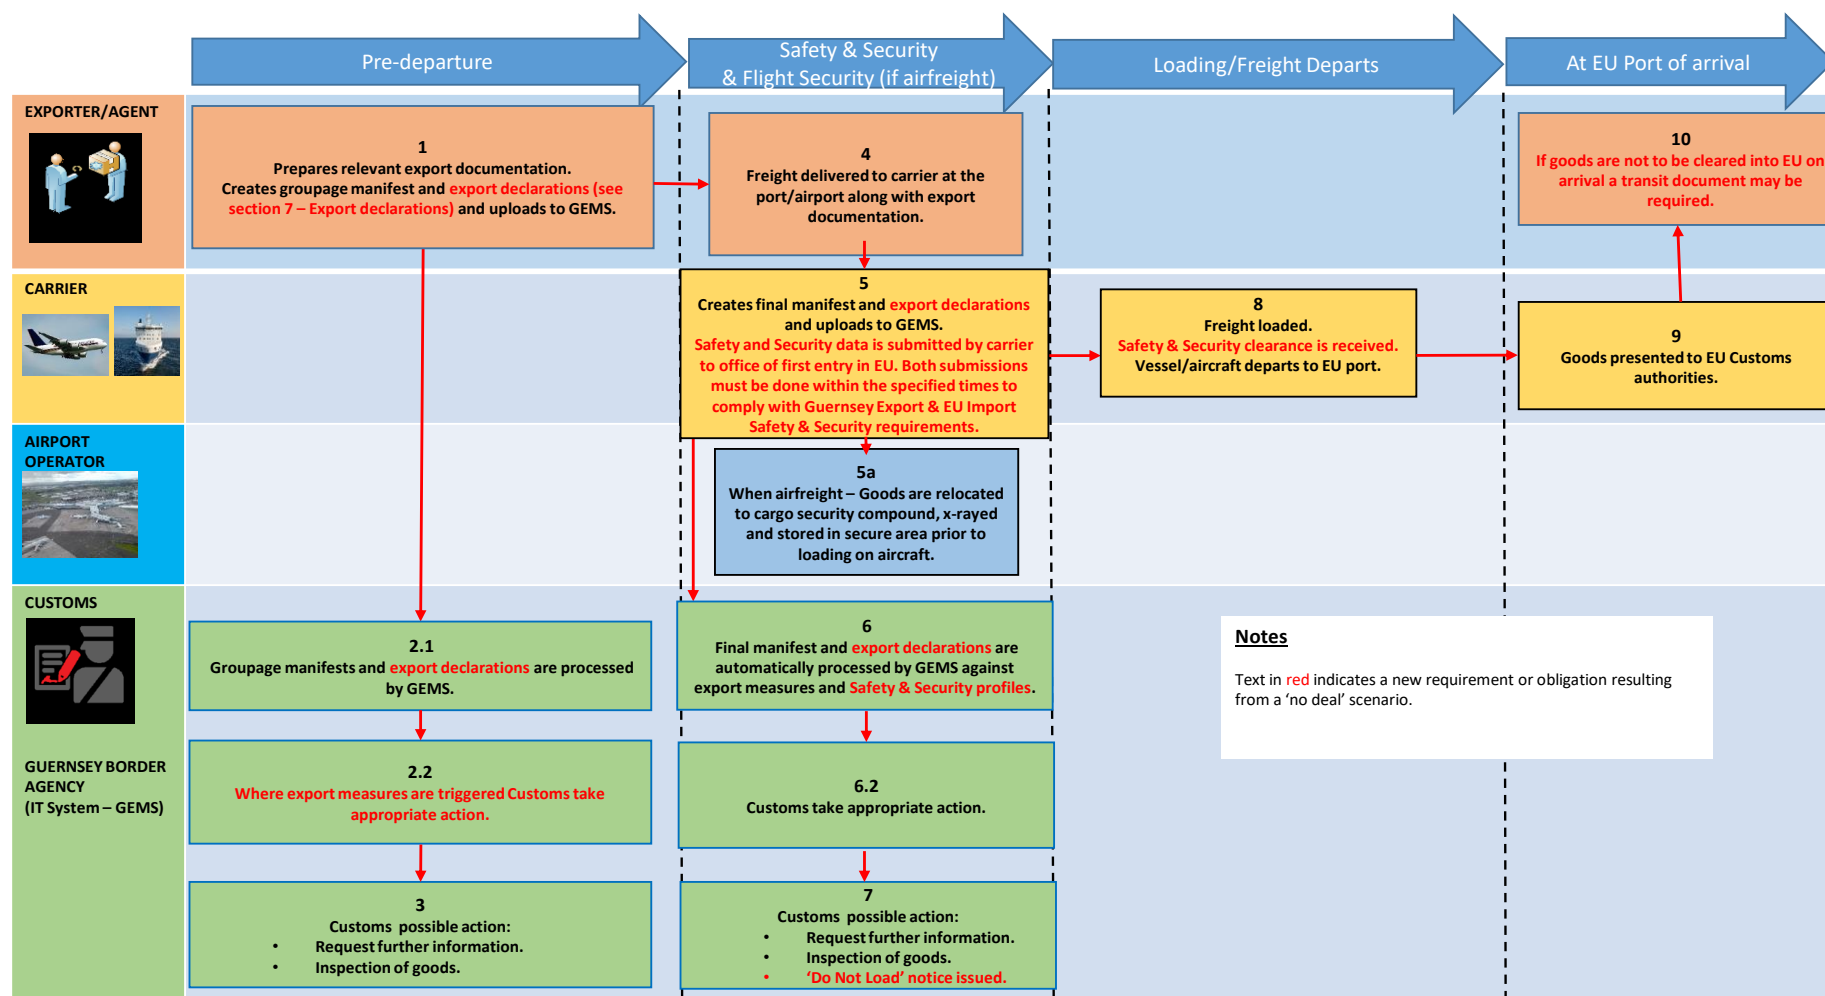 Pre-departure
Safety & Security
& Flight Security (if airfreight)
Loading/Freight Departs
At EU Port of arrival
EXPORTER/AGENT
1
Prepares relevant export documentation.
Creates groupage manifest and export declarations (see
section 7 – Export declarations) and uploads to GEMS.
4
Freight delivered to carrier at the
port/airport along with export
documentation.
10
If goods are not to be cleared into EU on
arrival a transit document may be
required.
CARRIER
5
Creates final manifest and export declarations
and uploads to GEMS.
Safety and Security data is submitted by carrier
to office of first entry in EU. Both submissions
must be done within the specified times to
comply with Guernsey Export & EU Import
Safety & Security requirements.
8
Freight loaded.
Safety & Security clearance is received.
Vessel/aircraft departs to EU port.
9
Goods presented to EU Customs
authorities.
AIRPORT
OPERATOR
5a
When airfreight – Goods are relocated
to cargo security compound, x-rayed
and stored in secure area prior to
loading on aircraft.
CUSTOMS
GUERNSEY BORDER
AGENCY
(IT System – GEMS)
2.1
Groupage manifests and export declarations are processed
by GEMS.
2.2
Where export measures are triggered Customs take
appropriate action.
3
Customs possible action:
• Request further information.
• Inspection of goods.
6
Final manifest and export declarations are
automatically processed by GEMS against
export measures and Safety & Security profiles.
6.2
Customs take appropriate action.
7
Customs possible action:
• Request further information.
• Inspection of goods.
• ‘Do Not Load’ notice issued.
Notes
Text in red indicates a new requirement or obligation resulting
from a ‘no deal’ scenario.